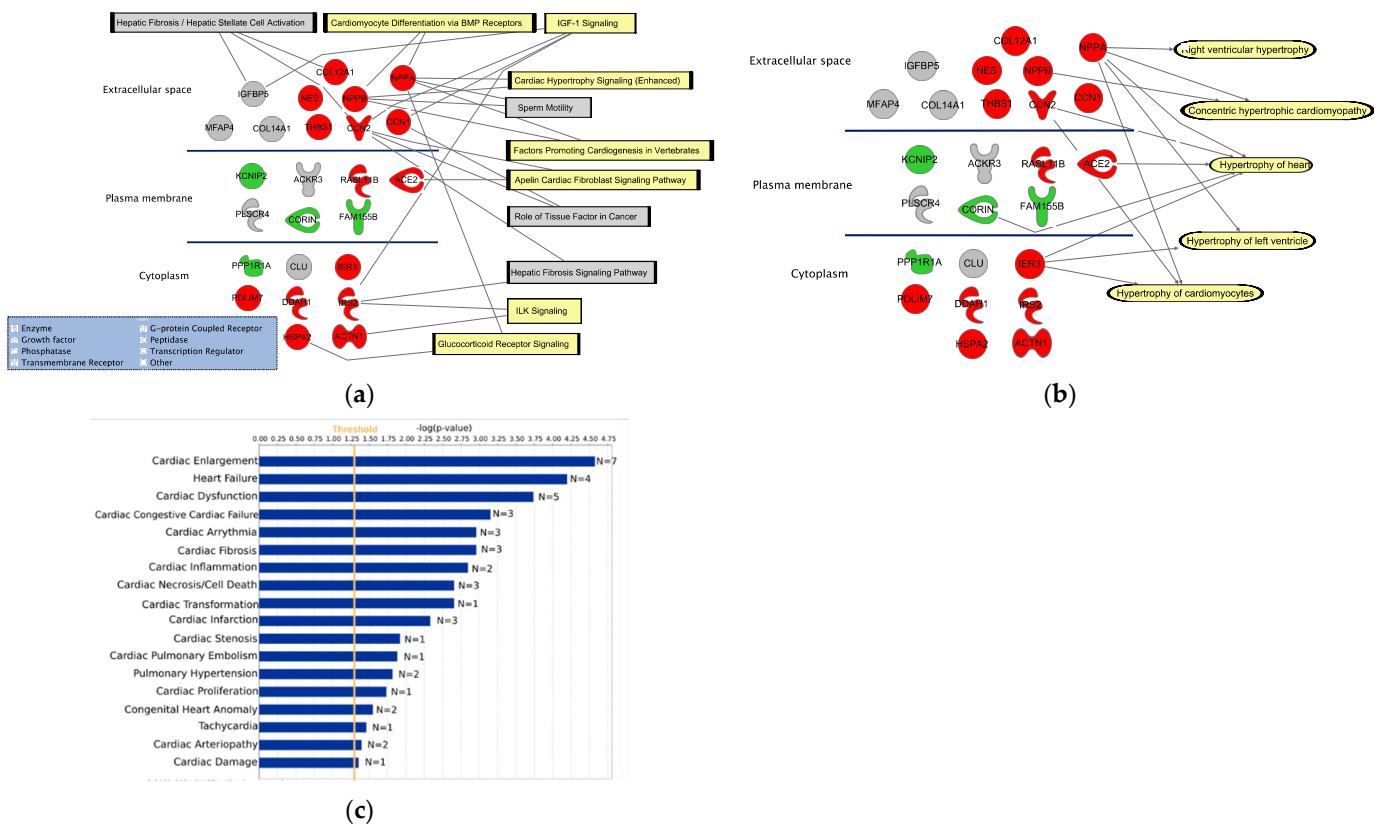 Hepatic Fibrosis / Hepatic Stellate Cell Activation
Cardiomyocyte Differentiation via BMP Receptors
IGF-1 Signaling
Extracellular space
COL12A1
NPPA
IGFBP5
NES
NPPB
CCN1
MFAP4
COL14A1
THBS1
CCN2
Cardiac Hypertrophy Signaling (Enhanced)
Sperm Motility
Factors Promoting Cardiogenesis in Vertebrates
Apelin Cardiac Fibroblast Signaling Pathway
Role of Tissue Factor in Cancer
Hepatic Fibrosis Signaling Pathway
ILK Signaling
Glucocorticoid Receptor Signaling
Plasma membrane
KCNIP2
ACKR3
RASL11B
ACE2
PLSCR4
CORIN
FAM155B
Cytoplasm
PPP1R1A
CLU
IER3
PDLIM7
DDAH1
IRS2
HSPA2
ACTN1
Enzyme
Growth factor
Phosphatase
Transmembrane Receptor
G-protein Coupled Receptor
Peptidase
Transcription Regulator
Other
(a)
Extracellular space
COL12A1
NPPA
IGFBP5
NES
NPPB
MFAP4
COL14A1
THBS1
CCN2
CCN1
Right ventricular hypertrophy
Concentric hypertrophic cardiomyopathy
Hypertrophy of heart
Hypertrophy of left ventricle
Hypertrophy of cardiomyocytes
Plasma membrane
KCNIP2
ACKR3
RASL11B
ACE2
PLSCR4
CORIN
FAM155B
Cytoplasm
PPP1R1A
CLU
IER3
PDLIM7
DDAH1
IRS2
HSPA2
ACTN1
(b)
Threshold -log(p-value)
0.00 0.25 0.50 0.75 1.00 1.25 1.50 1.75 2.00 2.25 2.50 2.75 3.00 3.25 3.50 3.75 4.00 4.25 4.50 4.75
Cardiac Enlargement N=7
Heart Failure N=4
Cardiac Dysfunction N=5
Cardiac Congestive Cardiac Failure N=3
Cardiac Arrythmia N=3
Cardiac Fibrosis N=3
Cardiac Inflammation N=2
Cardiac Necrosis/Cell Death N=3
Cardiac Transformation N=1
Cardiac Infarction N=3
Cardiac Stenosis N=1
Cardiac Pulmonary Embolism N=1
Pulmonary Hypertension N=2
Cardiac Proliferation N=1
Congenital Heart Anomaly N=2
Tachycardia N=1
Cardiac Arteriopathy N=2
Cardiac Damage N=1
(c)